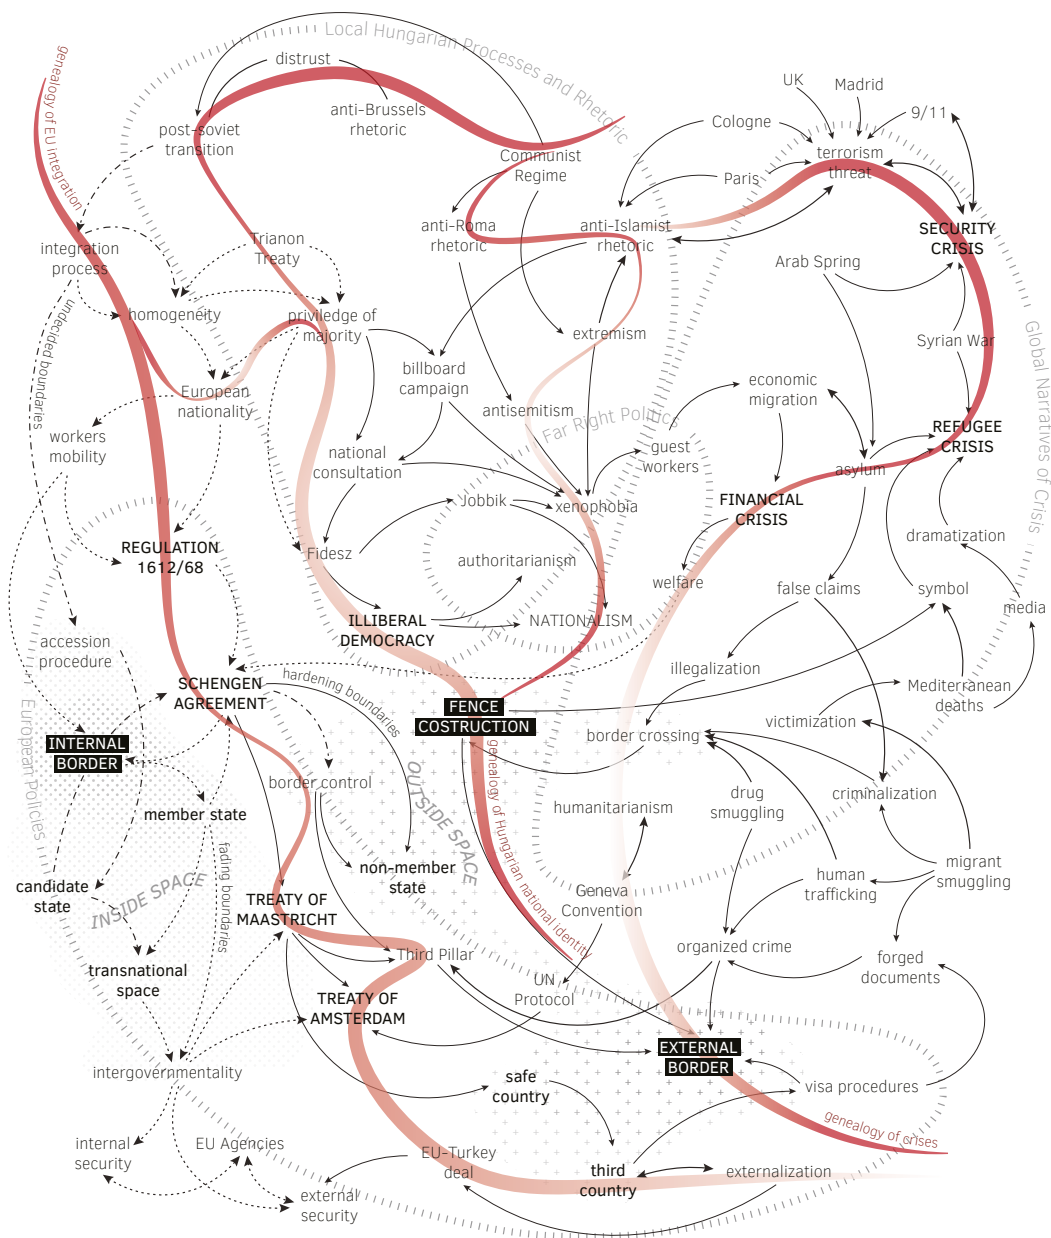 Local Hungarian Processes and Rhetoric
genealogy of EU integration
distrust
anti-Brussels
rhetoric
post-soviet
transition
Communist
Regime
UK
Madrid
9/11
Cologne
terrorism
threat
Paris
anti-Roma
rhetoric
anti-Islamist
rhetoric
SECURITY
CRISIS
Trianon
Treaty
integration
process
Arab Spring
homogeneity
priviledge of
majority
undecided boundaries
extremism
Syrian War
Global Narratives of Crisis
billboard
campaign
European
nationality
economic
migration
antisemitism
Far Right Politics
workers
mobility
national
consultation
guest
workers
REFUGEE
CRISIS
asylum
Jobbik
xenophobia
FINANCIAL
CRISIS
dramatization
REGULATION
1612/68
Fidesz
authoritarianism
welfare
false claims
symbol
media
ILLIBERAL
DEMOCRACY
NATIONALISM
accession
procedure
illegalization
hardening boundaries
SCHENGEN
AGREEMENT
Mediterranean
deaths
FENCE
COSTRUCTION
victimization
border crossing
European Policies
INTERNAL
BORDER
genealogy of Hungarian national identity
OUTSIDE SPACE
border control
drug
smuggling
criminalization
humanitarianism
member state
non-member
state
fading boundaries
human
trafficking
migrant
smuggling
candidate
state
INSIDE SPACE
TREATY OF
MAASTRICHT
Geneva
Convention
Third Pillar
organized crime
forged
documents
transnational
space
UN
Protocol
TREATY OF
AMSTERDAM
EXTERNAL
BORDER
intergovernmentality
safe
country
visa procedures
genealogy of crises
internal
security
EU Agencies
EU-Turkey
deal
third
country
externalization
external
security